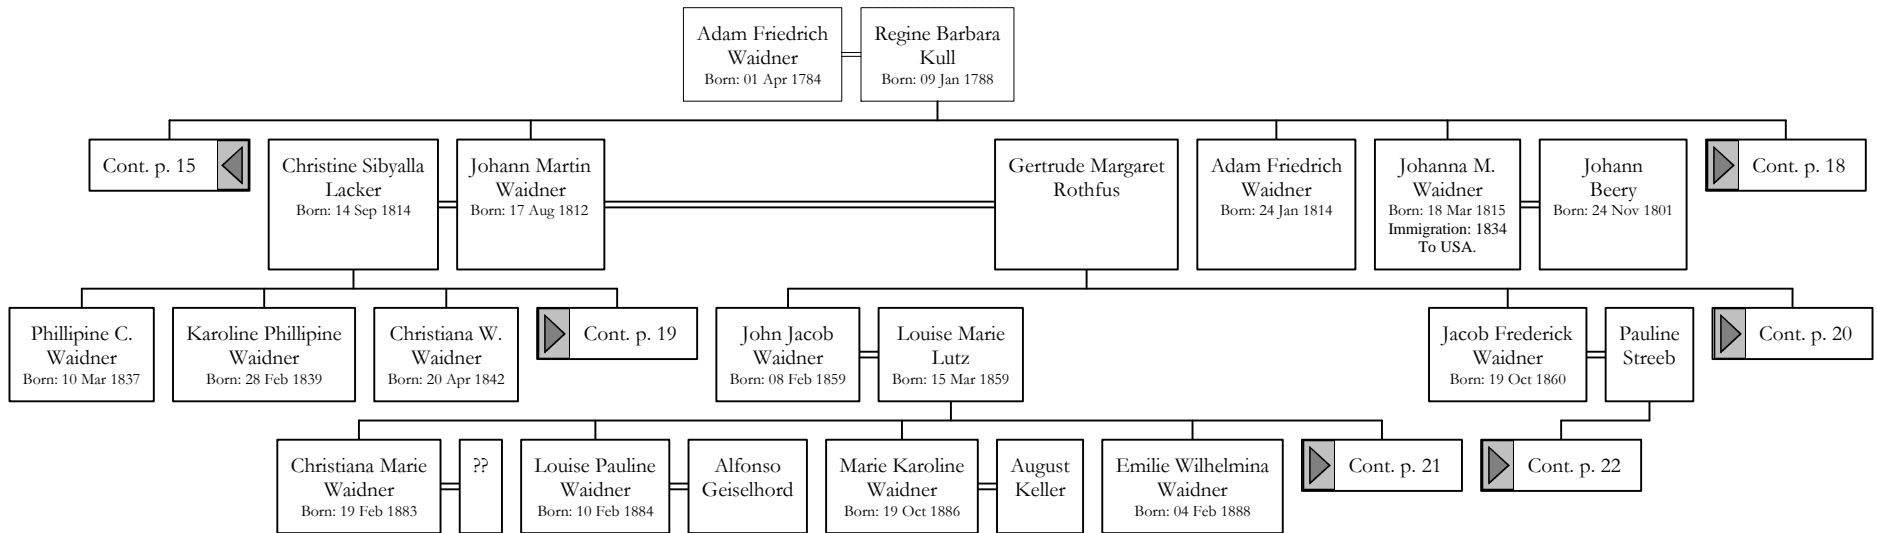 Adam Friedrich
Waidner
Born: 01 Apr 1784
Regine Barbara
Kull
Born: 09 Jan 1788
Cont. p. 15
Christine Sibyalla
Lacker
Born: 14 Sep 1814
Johann Martin
Waidner
Born: 17 Aug 1812
Gertrude Margaret
Rothfus
Adam Friedrich
Waidner
Born: 24 Jan 1814
Johanna M.
Waidner
Born: 18 Mar 1815
Immigration: 1834
To USA.
Johann
Beery
Born: 24 Nov 1801
Cont. p. 18
Phillipine C.
Waidner
Born: 10 Mar 1837
Karoline Phillipine
Waidner
Born: 28 Feb 1839
Christiana W.
Waidner
Born: 20 Apr 1842
Cont. p. 19
John Jacob
Waidner
Born: 08 Feb 1859
Louise Marie
Lutz
Born: 15 Mar 1859
Jacob Frederick
Waidner
Born: 19 Oct 1860
Pauline
Streeb
Cont. p. 20
Christiana Marie
Waidner
Born: 19 Feb 1883
??
Louise Pauline
Waidner
Born: 10 Feb 1884
Alfonso
Geiselhord
Marie Karoline
Waidner
Born: 19 Oct 1886
August
Keller
Emilie Wilhelmina
Waidner
Born: 04 Feb 1888
Cont. p. 21
Cont. p. 22